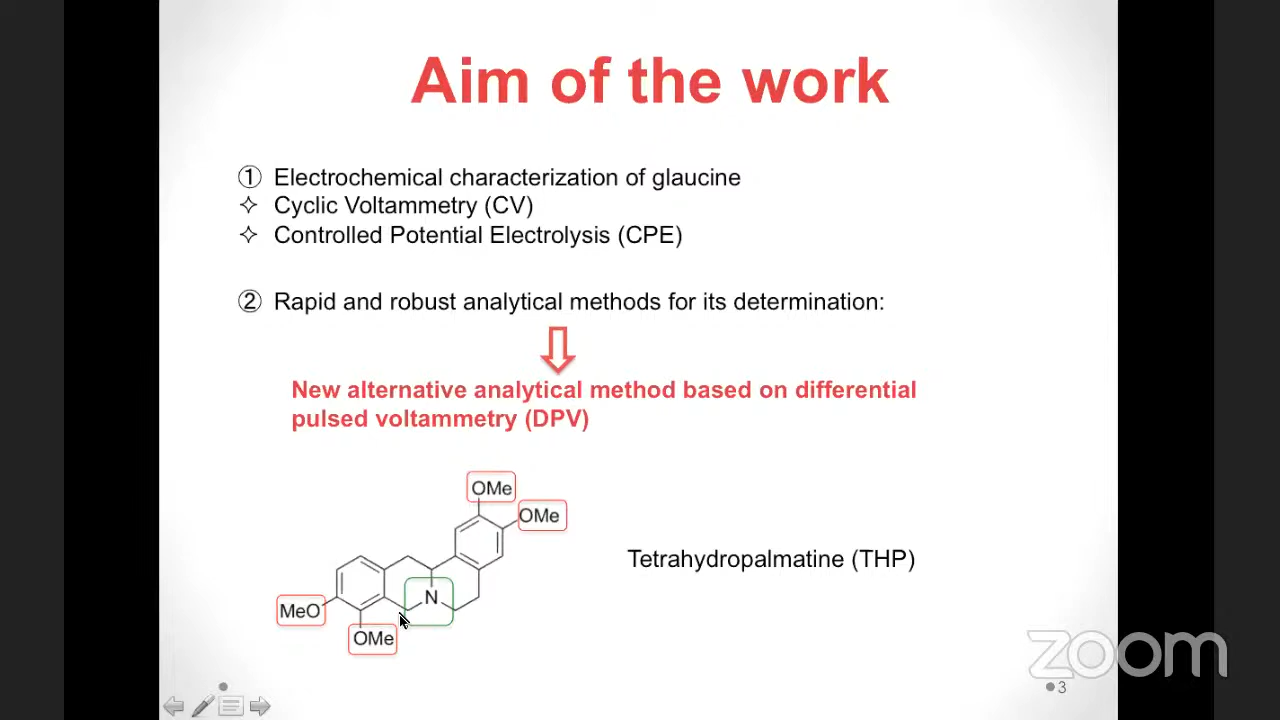 Aim of the work
① Electrochemical characterization of glaucine
✧ Cyclic Voltammetry (CV)
✧ Controlled Potential Electrolysis (CPE)
② Rapid and robust analytical methods for its determination:
New alternative analytical method based on differential
pulsed voltammetry (DPV)
OMe
OMe
Tetrahydropalmatine (THP)
N
MeO
OMe
zoom
3